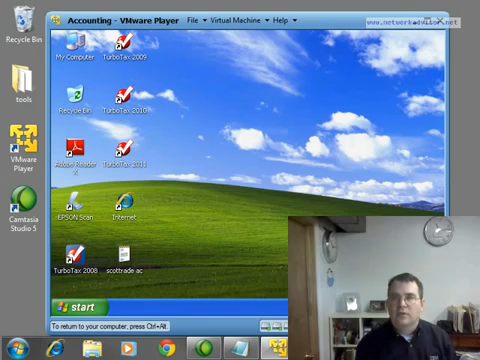 Accounting - VMware Player File Virtual Machine Help
www.networkadvisor.net
Recycle Bin
tools
VMware
Player
Camtasia
Studio 5
My Computer
TurboTax 2009
Recycle Bin
TurboTax 2010
Adobe Reader
X
TurboTax 2011
EPSON Scan
Internet
TurboTax 2008
scottrade ac
start
To return to your computer, press Ctrl+Alt.